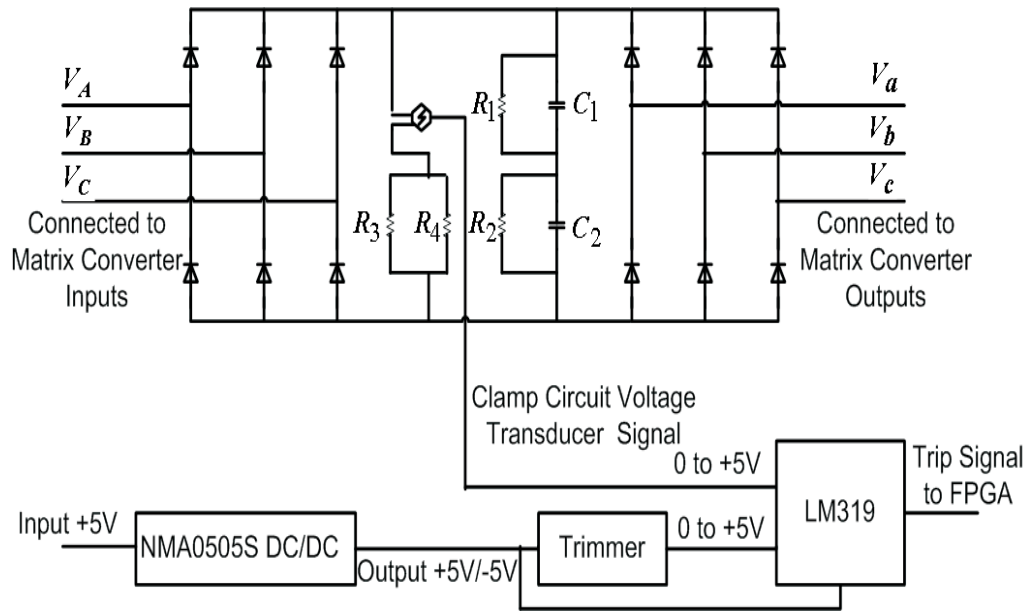 V_A
V_B
V_C
Connected to
Matrix Converter
Inputs
R_3
R_4
R_1
C_1
R_2
C_2
V_a
V_b
V_c
Connected to
Matrix Converter
Outputs
Clamp Circuit Voltage
Transducer Signal
0 to +5V
LM319
Trip Signal
to FPGA
Input +5V
NMA0505S DC/DC
Output +5V/-5V
Trimmer
0 to +5V